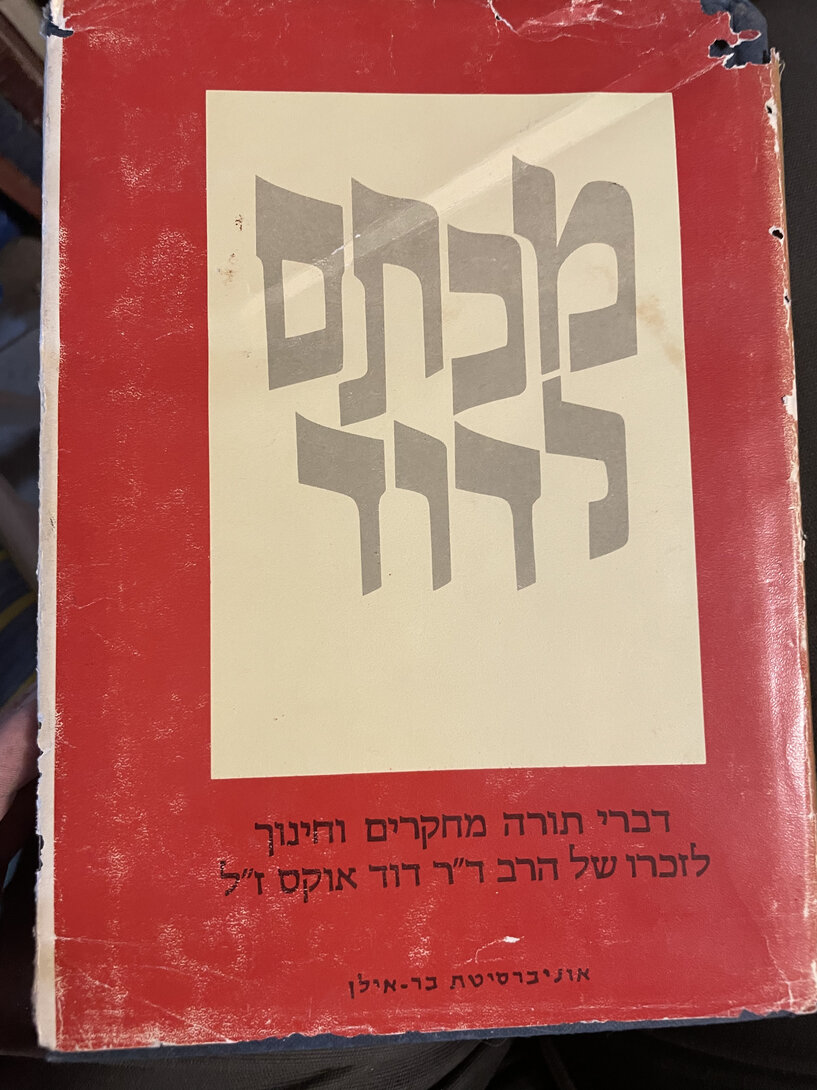 מכתם
לדוד
דברי תורה מחקרים וחינוך
לזכרו של הרב ד״ר דוד אוקס ז״ל
אוניברסיטת בר-אילן